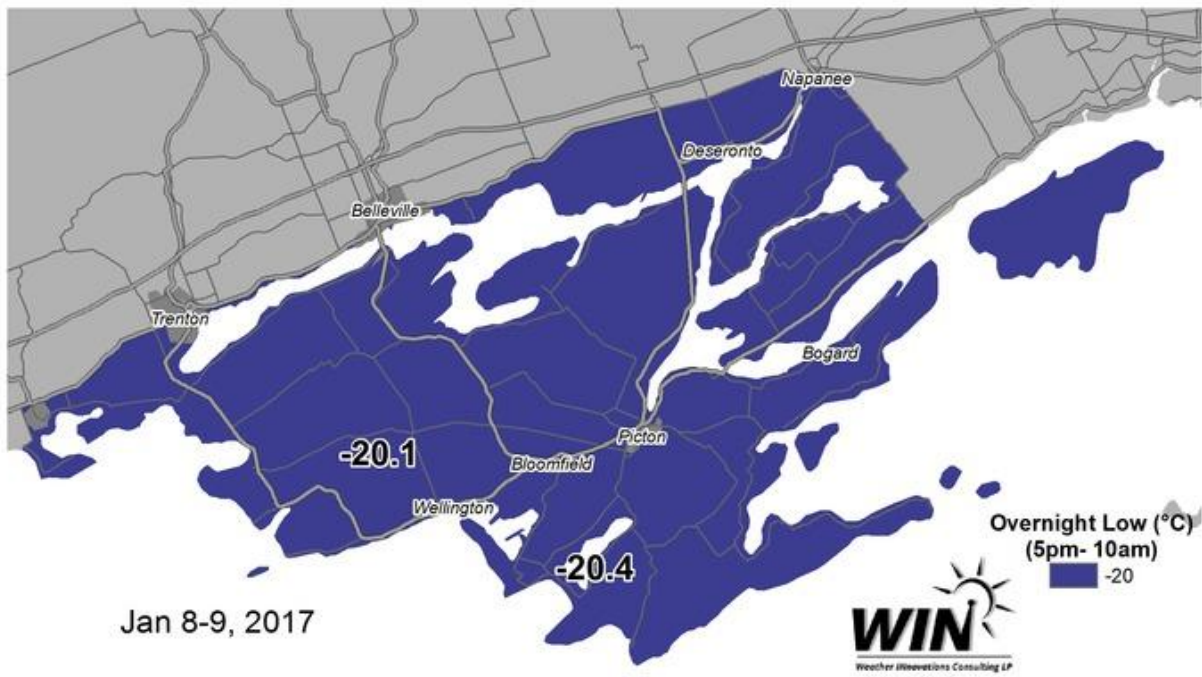 Napanee
Deseronto
Belleville
Trenton
Bogard
Picton
-20.1
Bloomfield
Wellington
-20.4
Overnight Low (°C)
(5pm- 10am)
-20
Jan 8-9, 2017
WIN
Weather INnovations Consulting LP